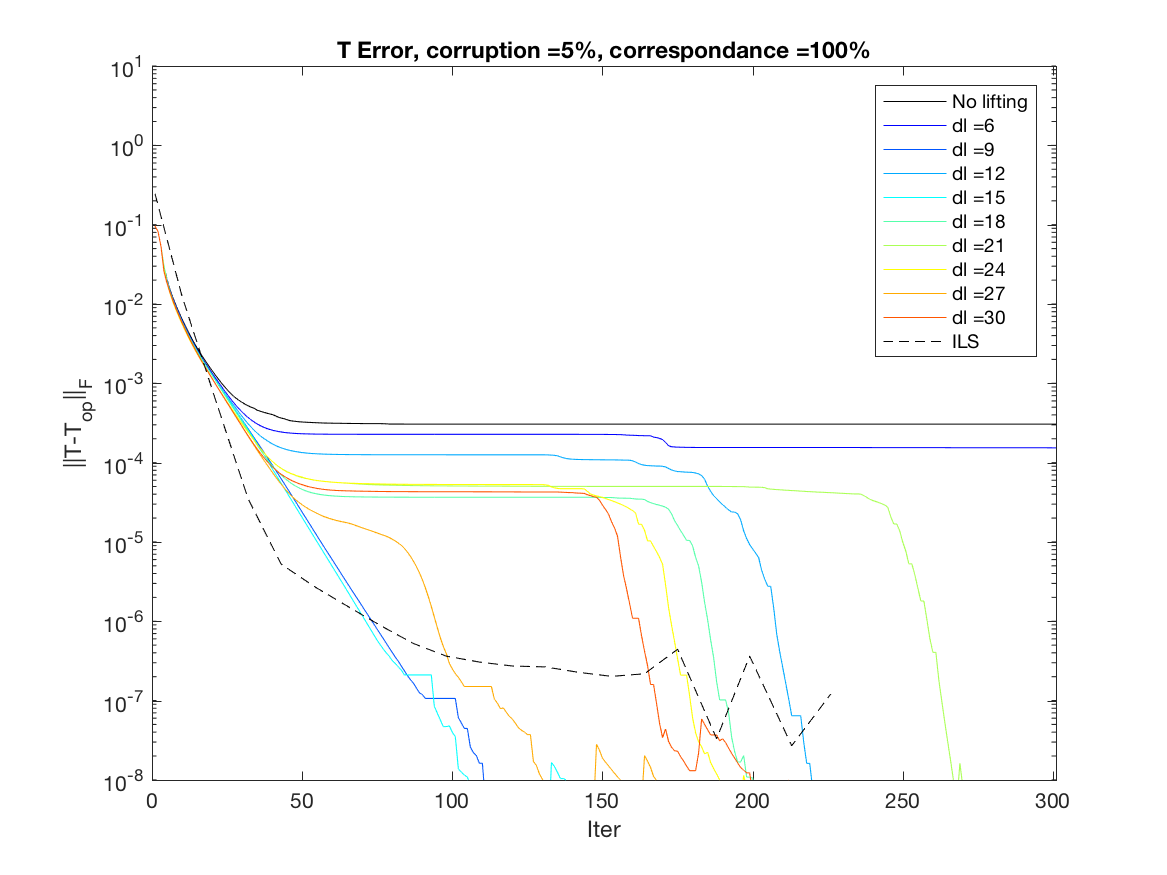 T Error, corruption =5%, correspondance =100%
10^1
10^0
10^-1
10^-2
10^-3
10^-4
10^-5
10^-6
10^-7
10^-8
||T-T_op||_F
No lifting
dl =6
dl =9
dl =12
dl =15
dl =18
dl =21
dl =24
dl =27
dl =30
ILS
0 50 100 150 200 250 300
Iter